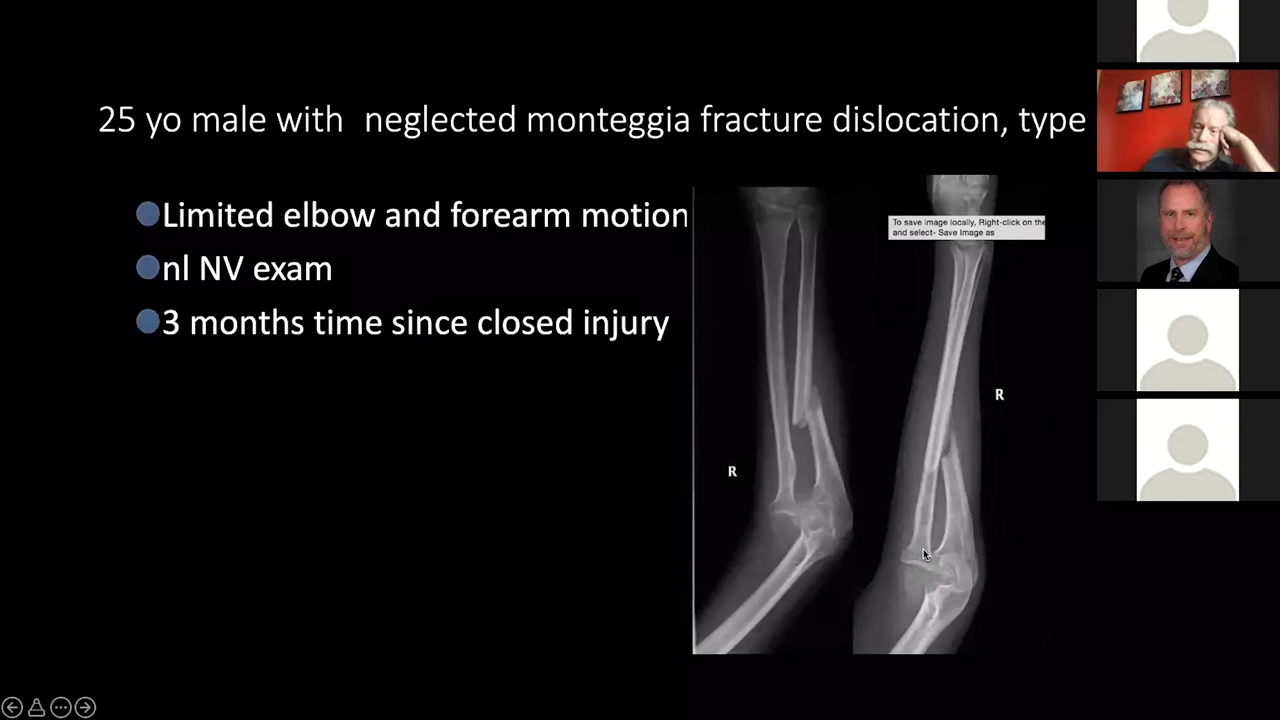 25 yo male with  neglected monteggia fracture dislocation, type
Limited elbow and forearm motion
nl NV exam
3 months time since closed injury
To save image locally, Right-click on the
and select- Save Image as
R
R